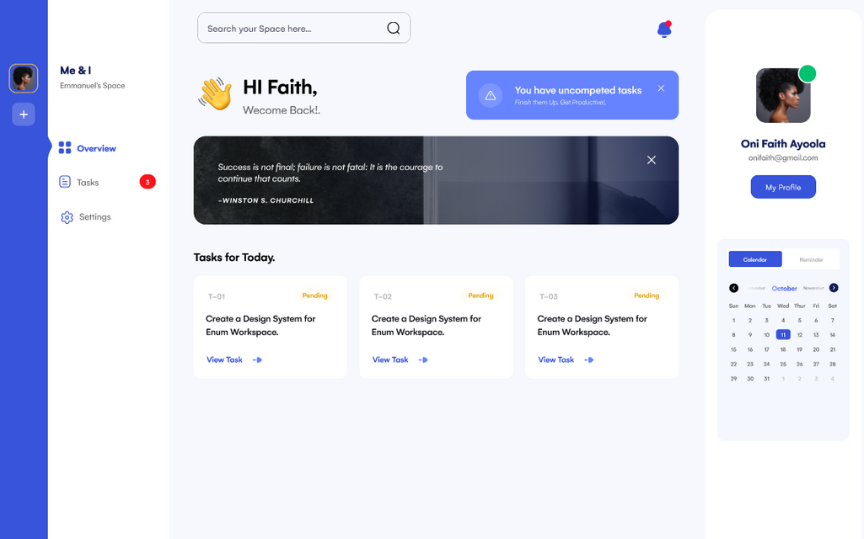 Search your Space here...
Me & I
Emmanuel's Space
Overview
Tasks
3
Settings
HI Faith,
Wecome Back!.
You have uncompeted tasks
Finish them Up, Get Productive!.
Success is not final; failure is not fatal: It is the courage to
continue that counts.
–WINSTON S. CHURCHILL
Tasks for Today.
T-01
Pending
Create a Design System for
Enum Workspace.
View Task
T-02
Pending
Create a Design System for
Enum Workspace.
View Task
T-03
Pending
Create a Design System for
Enum Workspace.
View Task
Oni Faith Ayoola
onifaith@gmail.com
My Profile
Calendar
Reminder
October
Sun Mon Tue Wed Thur Fri Sat
1 2 3 4 5 6 7
8 9 10 11 12 13 14
15 16 17 18 19 20 21
22 23 24 25 26 27 28
29 30 31 1 2 3 4